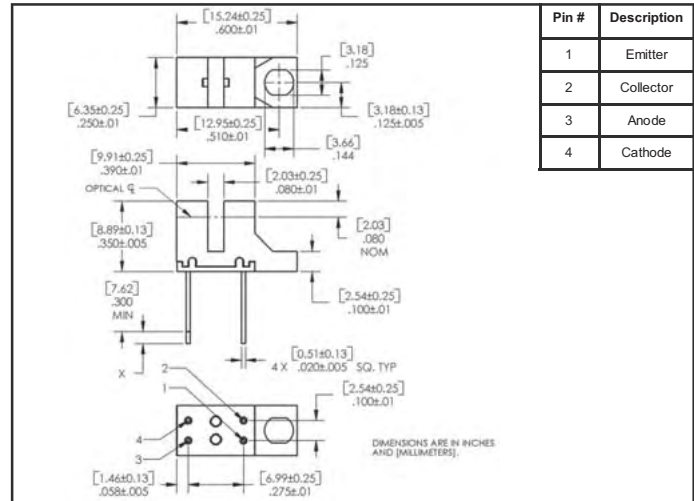 [15.24±0.25]
.600±.01
[3.18]
.125
[6.35±0.25]
.250±.01
[12.95±0.25]
.510±.01
[3.18±0.13]
.125±.005
[3.66]
.144
[9.91±0.25]
.390±.01
[2.03±0.25]
.080±.01
OPTICAL ℄
[8.89±0.13]
.350±.005
[2.03]
.080
NOM
[7.62]
.300
MIN
[2.54±0.25]
.100±.01
X
4 X [0.51±0.13] SQ. TYP
.020±.005
2
1
[2.54±0.25]
.100±.01
4
3
DIMENSIONS ARE IN INCHES
AND [MILLIMETERS].
[1.46±0.13]
.058±.005
[6.99±0.25]
.275±.01
Pin # Description
1 Emitter
2 Collector
3 Anode
4 Cathode